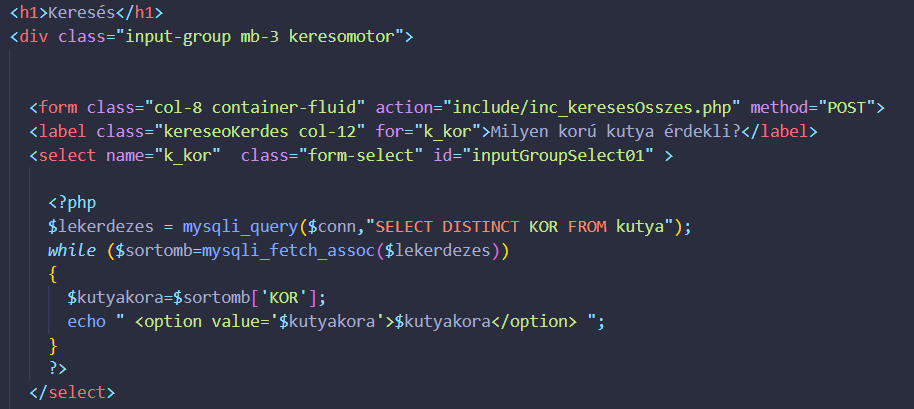 <h1>Keresés</h1>
<div class="input-group mb-3 keresomotor">
<form class="col-8 container-fluid" action="include/inc_keresesOsszes.php" method="POST">
<label class="kereseoKerdes col-12" for="k_kor">Milyen korú kutya érdekli?</label>
<select name="k_kor"  class="form-select" id="inputGroupSelect01" >
<?php
$lekerdezes = mysqli_query($conn,"SELECT DISTINCT KOR FROM kutya");
while ($sortomb=mysqli_fetch_assoc($lekerdezes))
{
$kutyakora=$sortomb['KOR'];
echo " <option value='$kutyakora'>$kutyakora</option> ";
}
?>
</select>